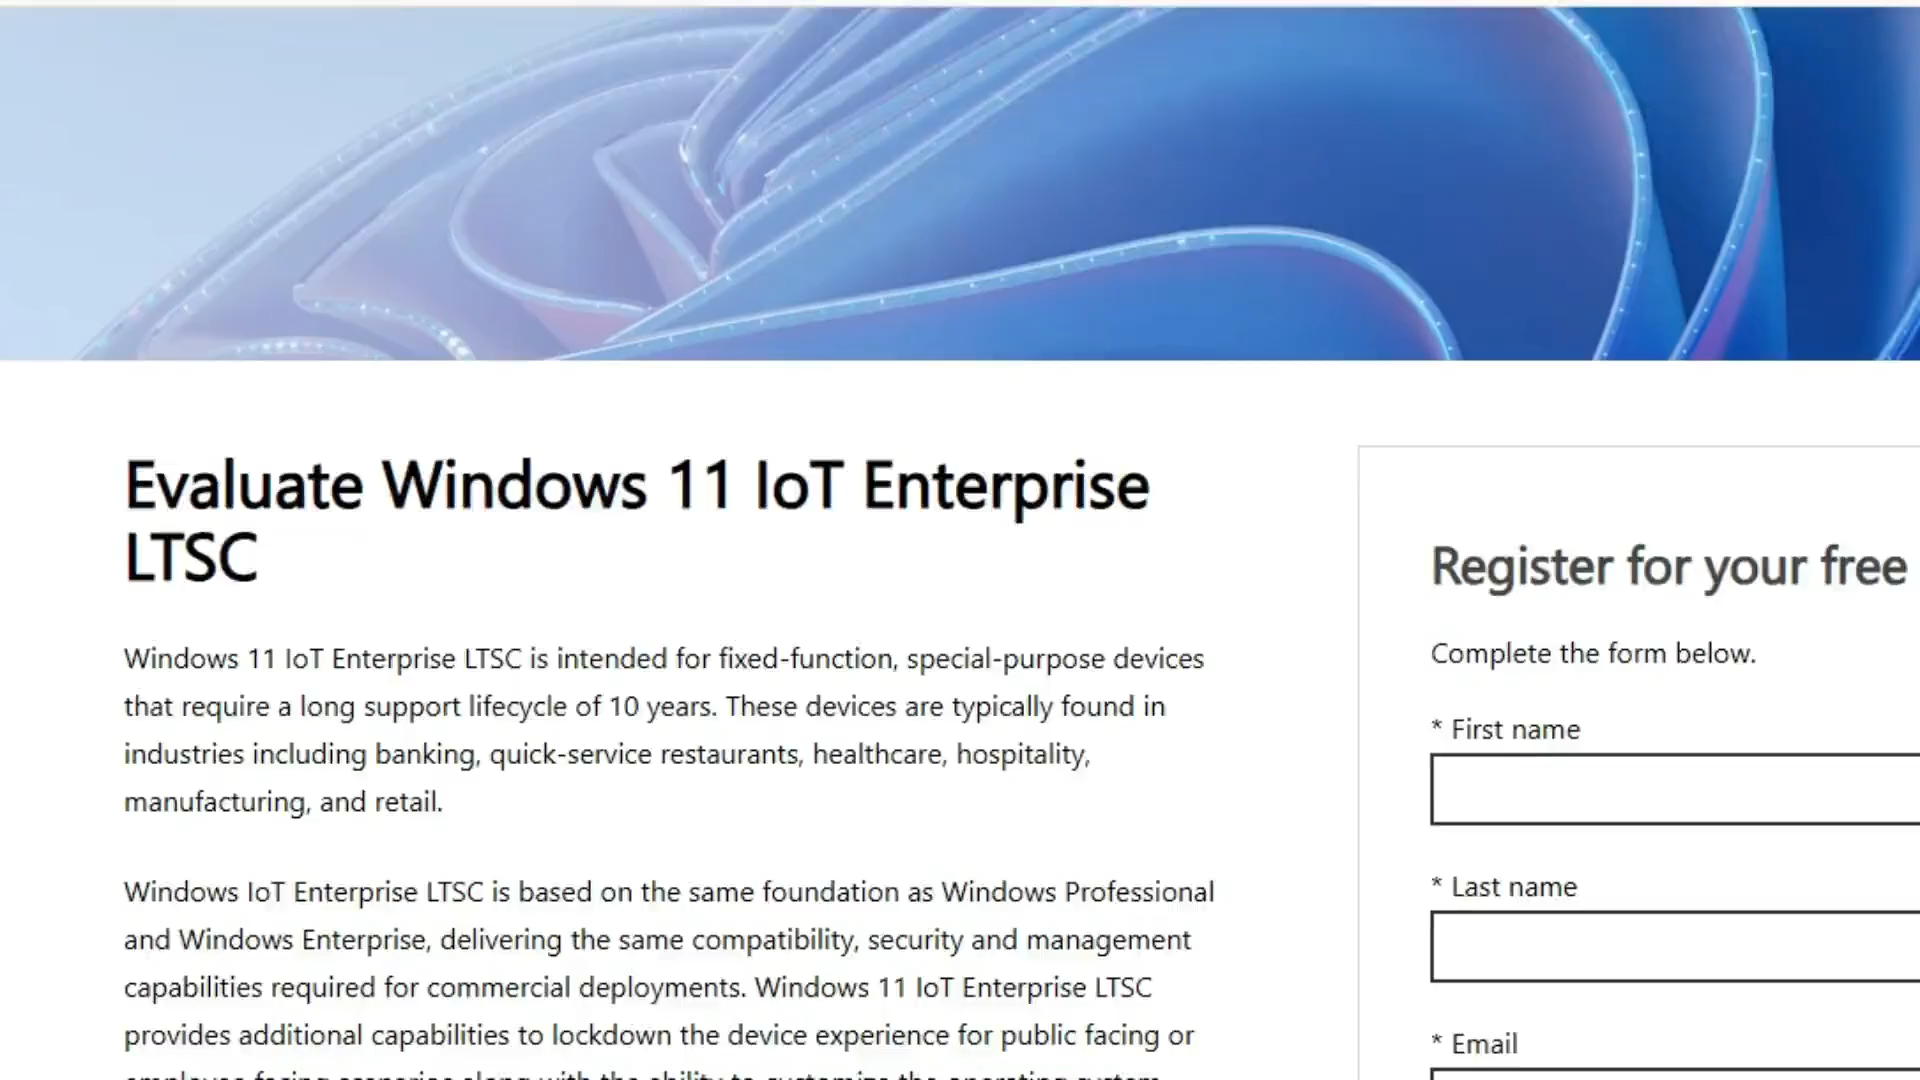 Evaluate Windows 11 IoT Enterprise
LTSC
Windows 11 IoT Enterprise LTSC is intended for fixed-function, special-purpose devices
that require a long support lifecycle of 10 years. These devices are typically found in
industries including banking, quick-service restaurants, healthcare, hospitality,
manufacturing, and retail.
Windows IoT Enterprise LTSC is based on the same foundation as Windows Professional
and Windows Enterprise, delivering the same compatibility, security and management
capabilities required for commercial deployments. Windows 11 IoT Enterprise LTSC
provides additional capabilities to lockdown the device experience for public facing or
Register for your free
Complete the form below.
* First name
* Last name
* Email